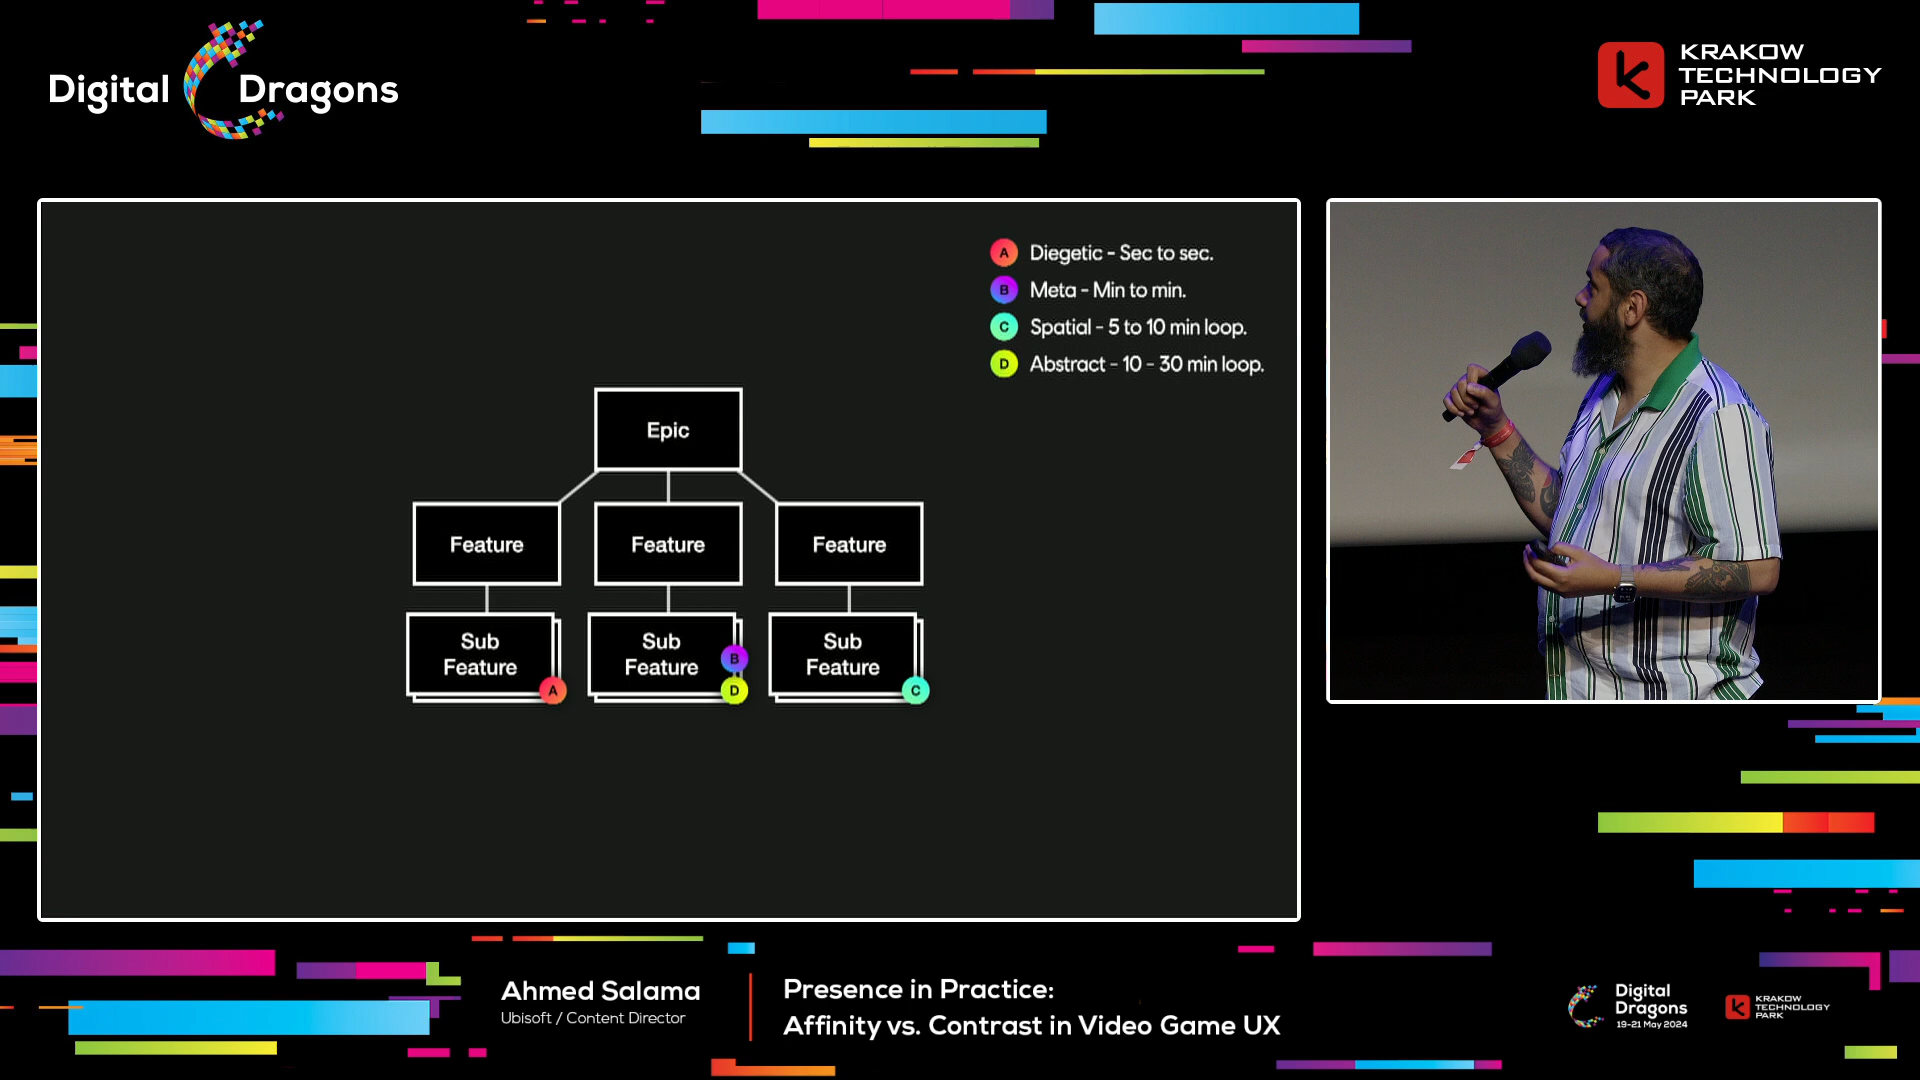 Digital Dragons
KRAKOW
TECHNOLOGY
PARK
A Diegetic - Sec to sec.
B Meta - Min to min.
C Spatial - 5 to 10 min loop.
D Abstract - 10 - 30 min loop.
Epic
Feature
Feature
Feature
Sub
Feature
A
Sub
Feature
B
D
Sub
Feature
C
Ahmed Salama
Ubisoft / Content Director
Presence in Practice:
Affinity vs. Contrast in Video Game UX
Digital
Dragons
19-21 May 2024
KRAKOW
TECHNOLOGY
PARK